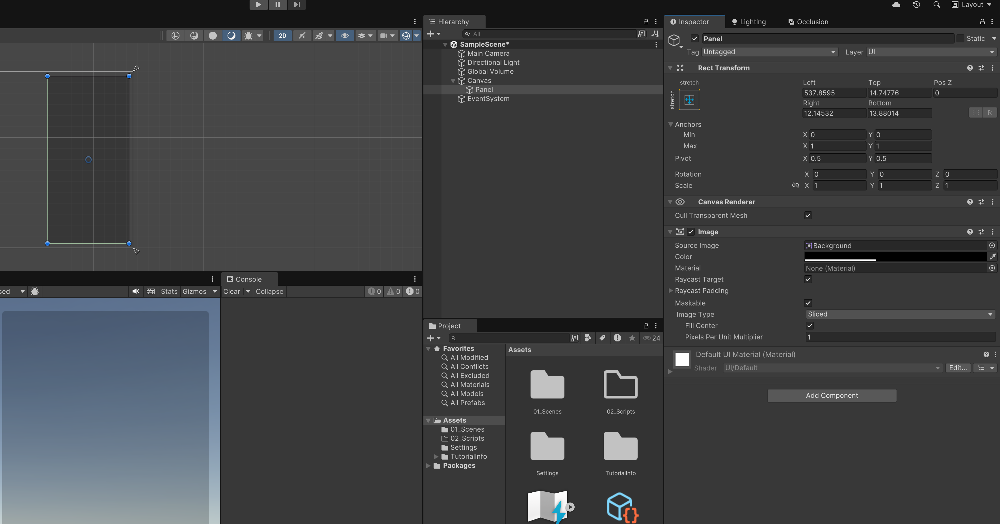 Layout
Hierarchy
Inspector
Lighting
Occlusion
2D
All
Panel
Static
SampleScene*
Tag
Untagged
Layer
UI
Main Camera
Directional Light
Global Volume
Canvas
Panel
EventSystem
Rect Transform
stretch
stretch
Left
Top
Pos Z
537.8595
14.74776
0
Right
Bottom
12.14532
13.88014
R
Anchors
Min
X 0
Y 0
Max
X 1
Y 1
Pivot
X 0.5
Y 0.5
Rotation
X 0
Y 0
Z 0
Scale
X 1
Y 1
Z 1
Canvas Renderer
Cull Transparent Mesh
Image
Source Image
Background
Color
Material
None (Material)
Raycast Target
Raycast Padding
Maskable
Image Type
Sliced
Fill Center
Pixels Per Unit Multiplier
1
Default UI Material (Material)
Shader
UI/Default
Edit...
Add Component
Console
sed
Stats
Gizmos
Clear
Collapse
0
0
0
Project
24
Favorites
All Modified
All Conflicts
All Excluded
All Materials
All Models
All Prefabs
Assets
01_Scenes
02_Scripts
Settings
TutorialInfo
Packages
Assets
01_Scenes
02_Scripts
Settings
TutorialInfo